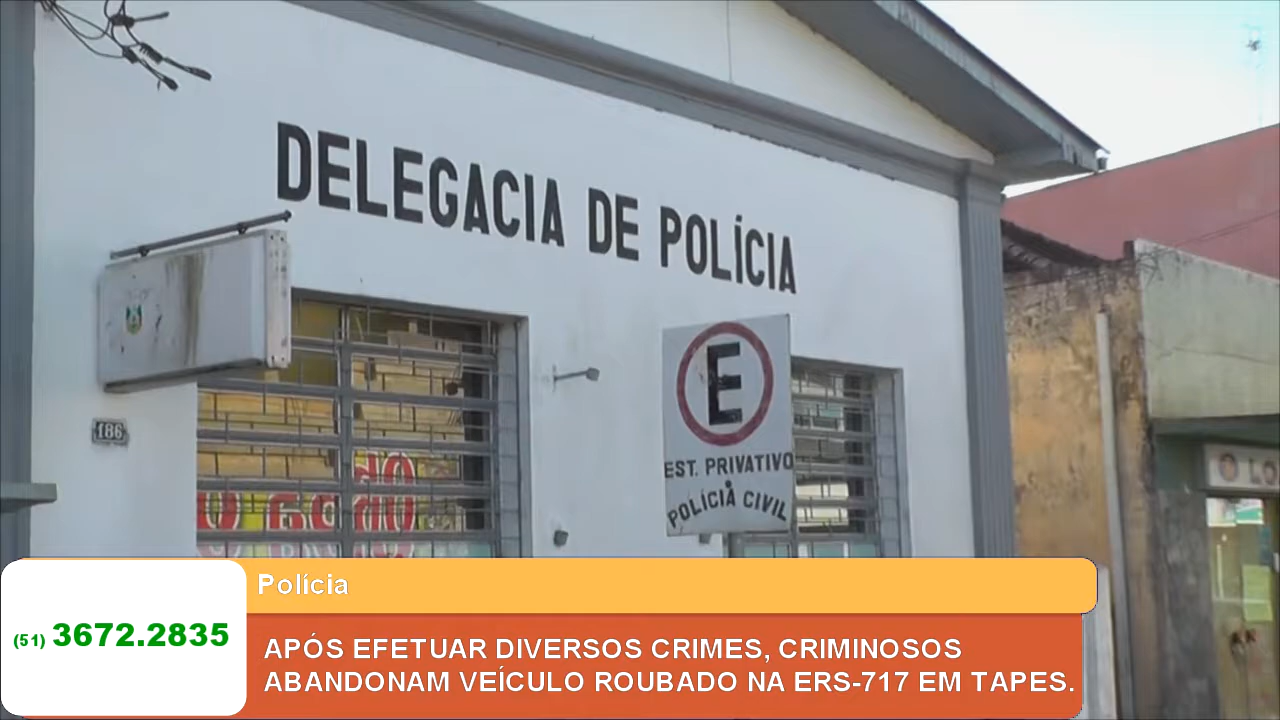 DELEGACIA DE POLÍCIA
186
E
EST. PRIVATIVO
POLÍCIA CIVIL
O LO
Polícia
(51) 3672.2835
APÓS EFETUAR DIVERSOS CRIMES, CRIMINOSOS
ABANDONAM VEÍCULO ROUBADO NA ERS-717 EM TAPES.